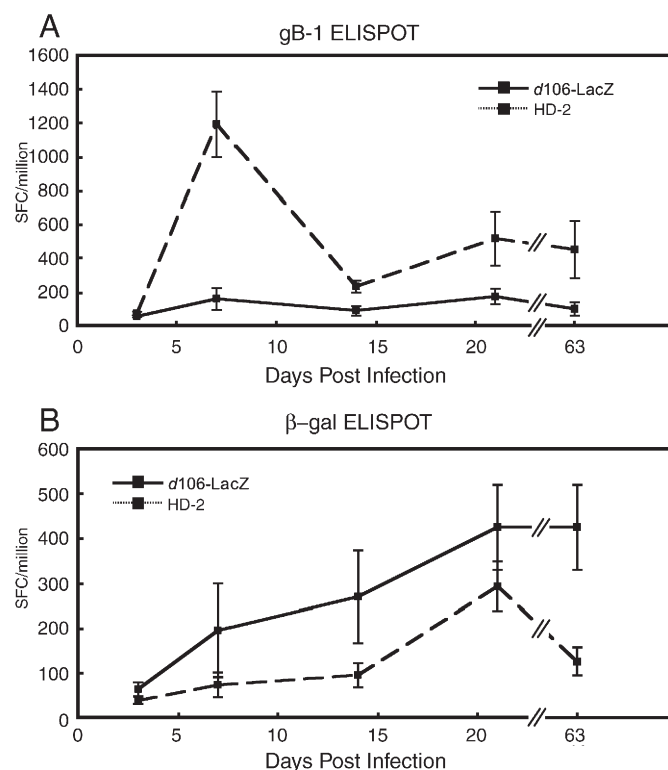 A
gB-1 ELISPOT
1600
1400
1200
1000
800
600
400
200
0
SFC/million
d106-LacZ
HD-2
0 5 10 15 20 63
Days Post Infection
B
β–gal ELISPOT
600
500
400
300
200
100
0
SFC/million
d106-LacZ
HD-2
0 5 10 15 20 63
Days Post Infection